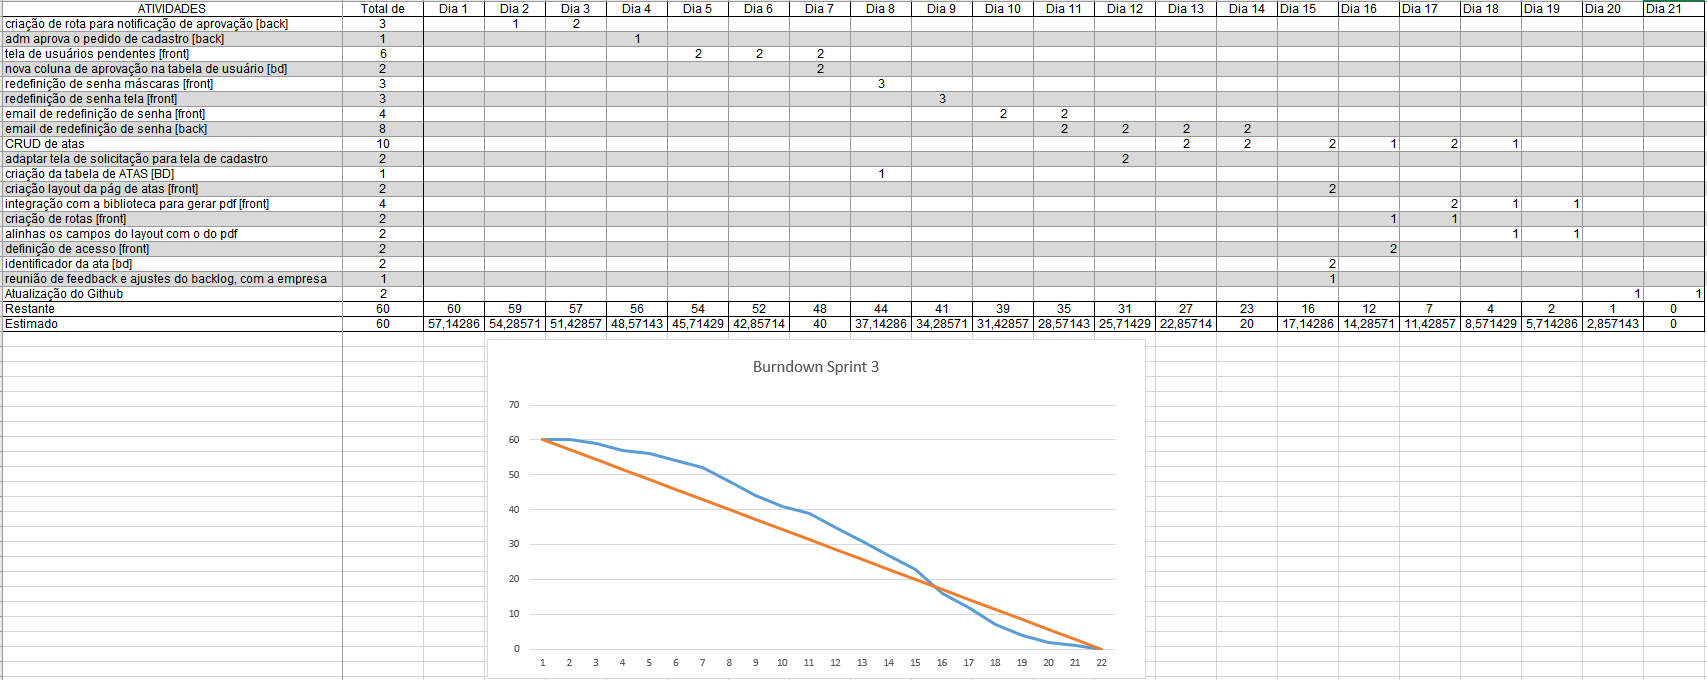 ATIVIDADES Total de Dia 1 Dia 2 Dia 3 Dia 4 Dia 5 Dia 6 Dia 7 Dia 8 Dia 9 Dia 10 Dia 11 Dia 12 Dia 13 Dia 14 Dia 15 Dia 16 Dia 17 Dia 18 Dia 19 Dia 20 Dia 21
criação de rota para notificação de aprovação [back] 3 1 2
adm aprova o pedido de cadastro [back] 1 1
tela de usuários pendentes [front] 6 2 2 2
nova coluna de aprovação na tabela de usuário [bd] 2 2
redefinição de senha máscaras [front] 3 3
redefinição de senha tela [front] 3 3
email de redefinição de senha [front] 4 2 2
email de redefinição de senha [back] 8 2 2 2 2
CRUD de atas 10 2 2 2 1 2 1
adaptar tela de solicitação para tela de cadastro 2 2
criação da tabela de ATAS [BD] 1 1
criação layout da pág de atas [front] 2 2
integração com a biblioteca para gerar pdf [front] 4 2 1 1
criação de rotas [front] 2 1 1
alinhas os campos do layout com o do pdf 2 1 1
definição de acesso [front] 2 2
identificador da ata [bd] 2 2
reunião de feedback e ajustes do backlog, com a empresa 1 1
Atualização do Github 2 1 1
Restante 60 60 59 57 56 54 52 48 44 41 39 35 31 27 23 16 12 7 4 2 1 0
Estimado 60 57,14286 54,28571 51,42857 48,57143 45,71429 42,85714 40 37,14286 34,28571 31,42857 28,57143 25,71429 22,85714 20 17,14286 14,28571 11,42857 8,571429 5,714286 2,857143 0
Burndown Sprint 3
70
60
50
40
30
20
10
0
1 2 3 4 5 6 7 8 9 10 11 12 13 14 15 16 17 18 19 20 21 22